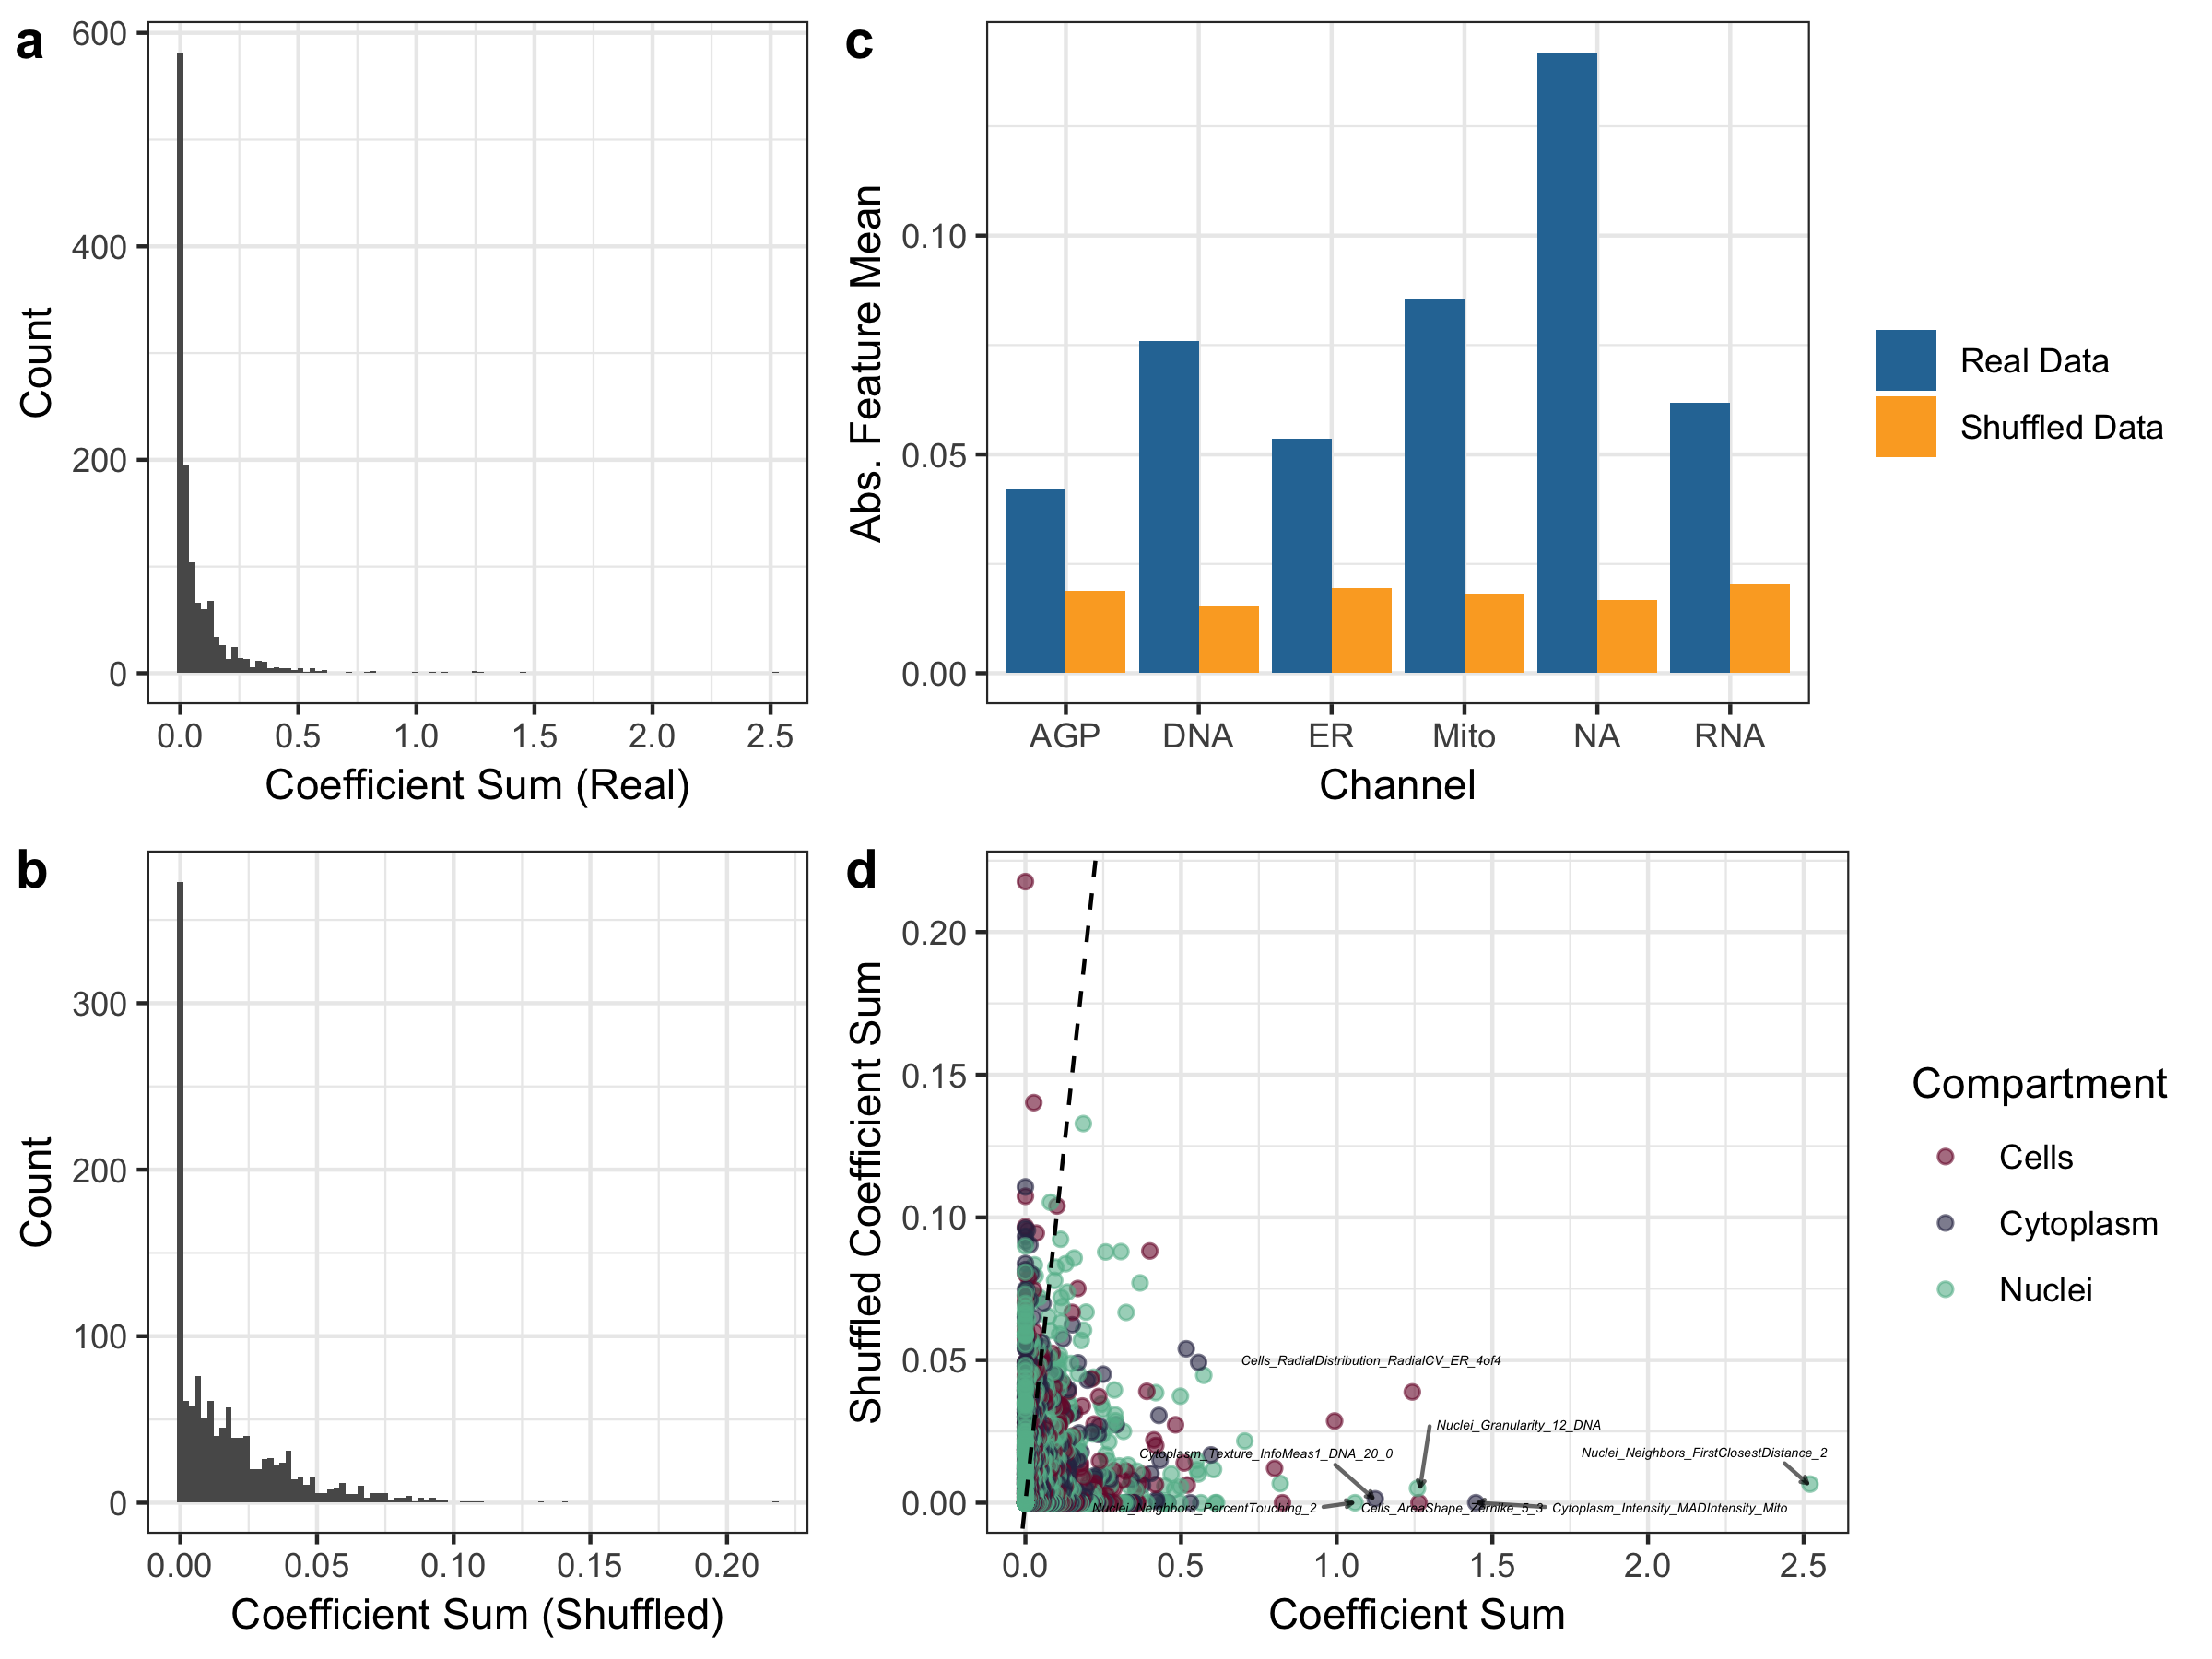 a
600
400
200
0
Count
0.0 0.5 1.0 1.5 2.0 2.5
Coefficient Sum (Real)
c
0.10
0.05
0.00
Abs. Feature Mean
AGP DNA ER Mito NA RNA
Channel
Real Data
Shuffled Data
b
300
200
100
0
Count
0.00 0.05 0.10 0.15 0.20
Coefficient Sum (Shuffled)
d
0.20
0.15
0.10
0.05
0.00
Shuffled Coefficient Sum
Cells_RadialDistribution_RadialCV_ER_4of4
Nuclei_Granularity_12_DNA
Cytoplasm_Texture_InfoMeas1_DNA_20_0
Nuclei_Neighbors_FirstClosestDistance_2
Nuclei_Neighbors_PercentTouching_2
Cells_AreaShape_Zernike_5_3
Cytoplasm_Intensity_MADIntensity_Mito
0.0 0.5 1.0 1.5 2.0 2.5
Coefficient Sum
Compartment
Cells
Cytoplasm
Nuclei